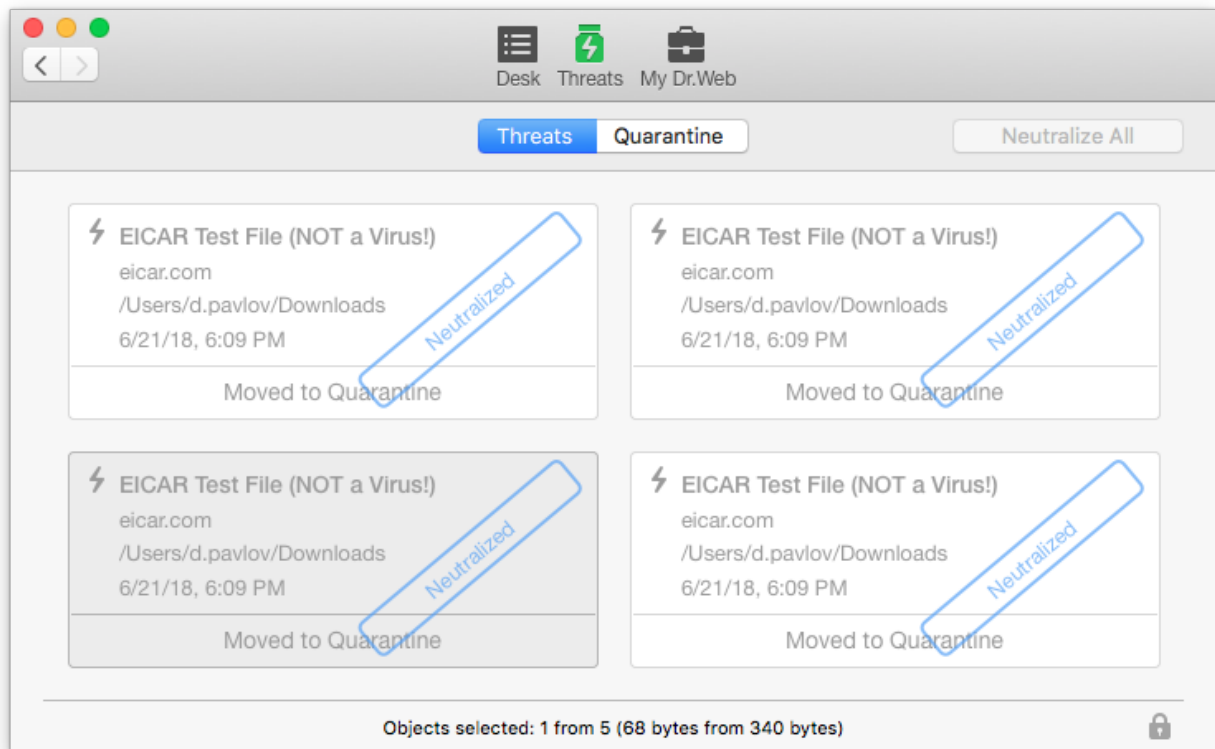 Desk Threats My Dr.Web
Threats Quarantine Neutralize All
EICAR Test File (NOT a Virus!)
eicar.com
/Users/d.pavlov/Downloads
6/21/18, 6:09 PM
Neutralized
Moved to Quarantine
EICAR Test File (NOT a Virus!)
eicar.com
/Users/d.pavlov/Downloads
6/21/18, 6:09 PM
Neutralized
Moved to Quarantine
EICAR Test File (NOT a Virus!)
eicar.com
/Users/d.pavlov/Downloads
6/21/18, 6:09 PM
Neutralized
Moved to Quarantine
EICAR Test File (NOT a Virus!)
eicar.com
/Users/d.pavlov/Downloads
6/21/18, 6:09 PM
Neutralized
Moved to Quarantine
Objects selected: 1 from 5 (68 bytes from 340 bytes)